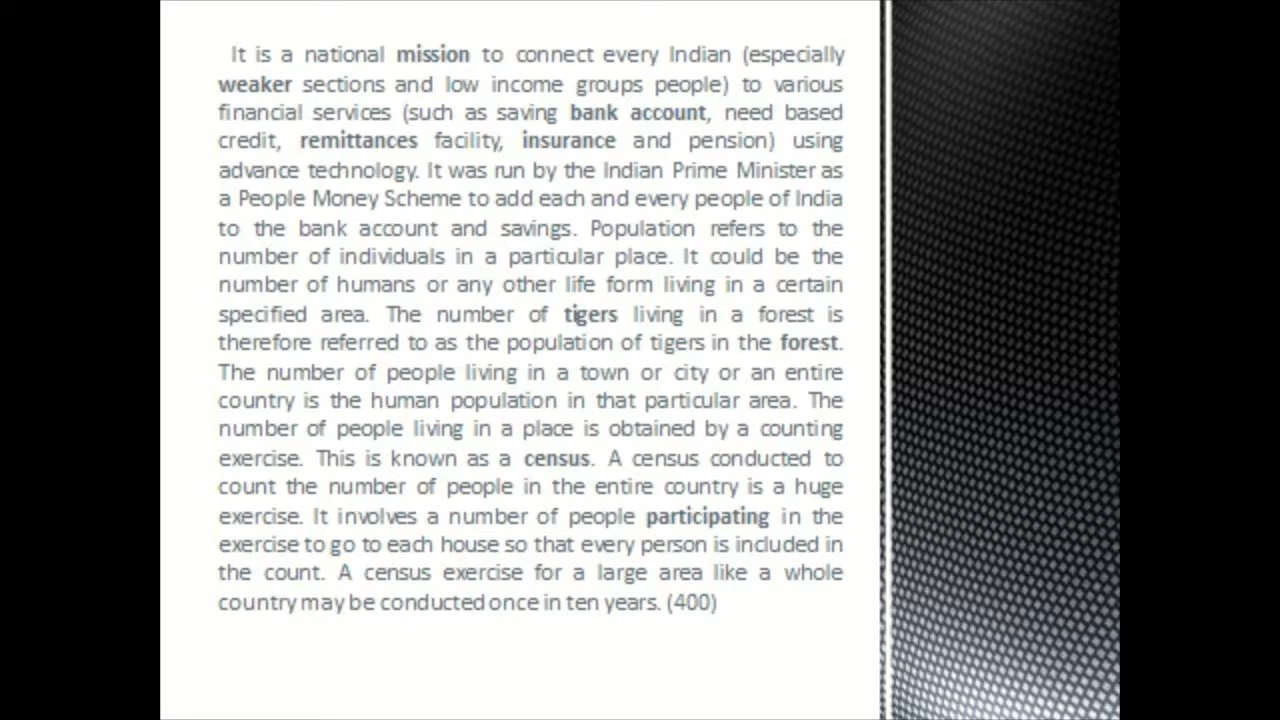 It is a national mission to connect every Indian (especially
weaker sections and low income groups people) to various
financial services (such as saving bank account, need based
credit, remittances facility, insurance and pension) using
advance technology. It was run by the Indian Prime Minister as
a People Money Scheme to add each and every people of India
to the bank account and savings. Population refers to the
number of individuals in a particular place. It could be the
number of humans or any other life form living in a certain
specified area. The number of tigers living in a forest is
therefore referred to as the population of tigers in the forest.
The number of people living in a town or city or an entire
country is the human population in that particular area. The
number of people living in a place is obtained by a counting
exercise. This is known as a census. A census conducted to
count the number of people in the entire country is a huge
exercise. It involves a number of people participating in the
exercise to go to each house so that every person is included in
the count. A census exercise for a large area like a whole
country may be conducted once in ten years. (400)